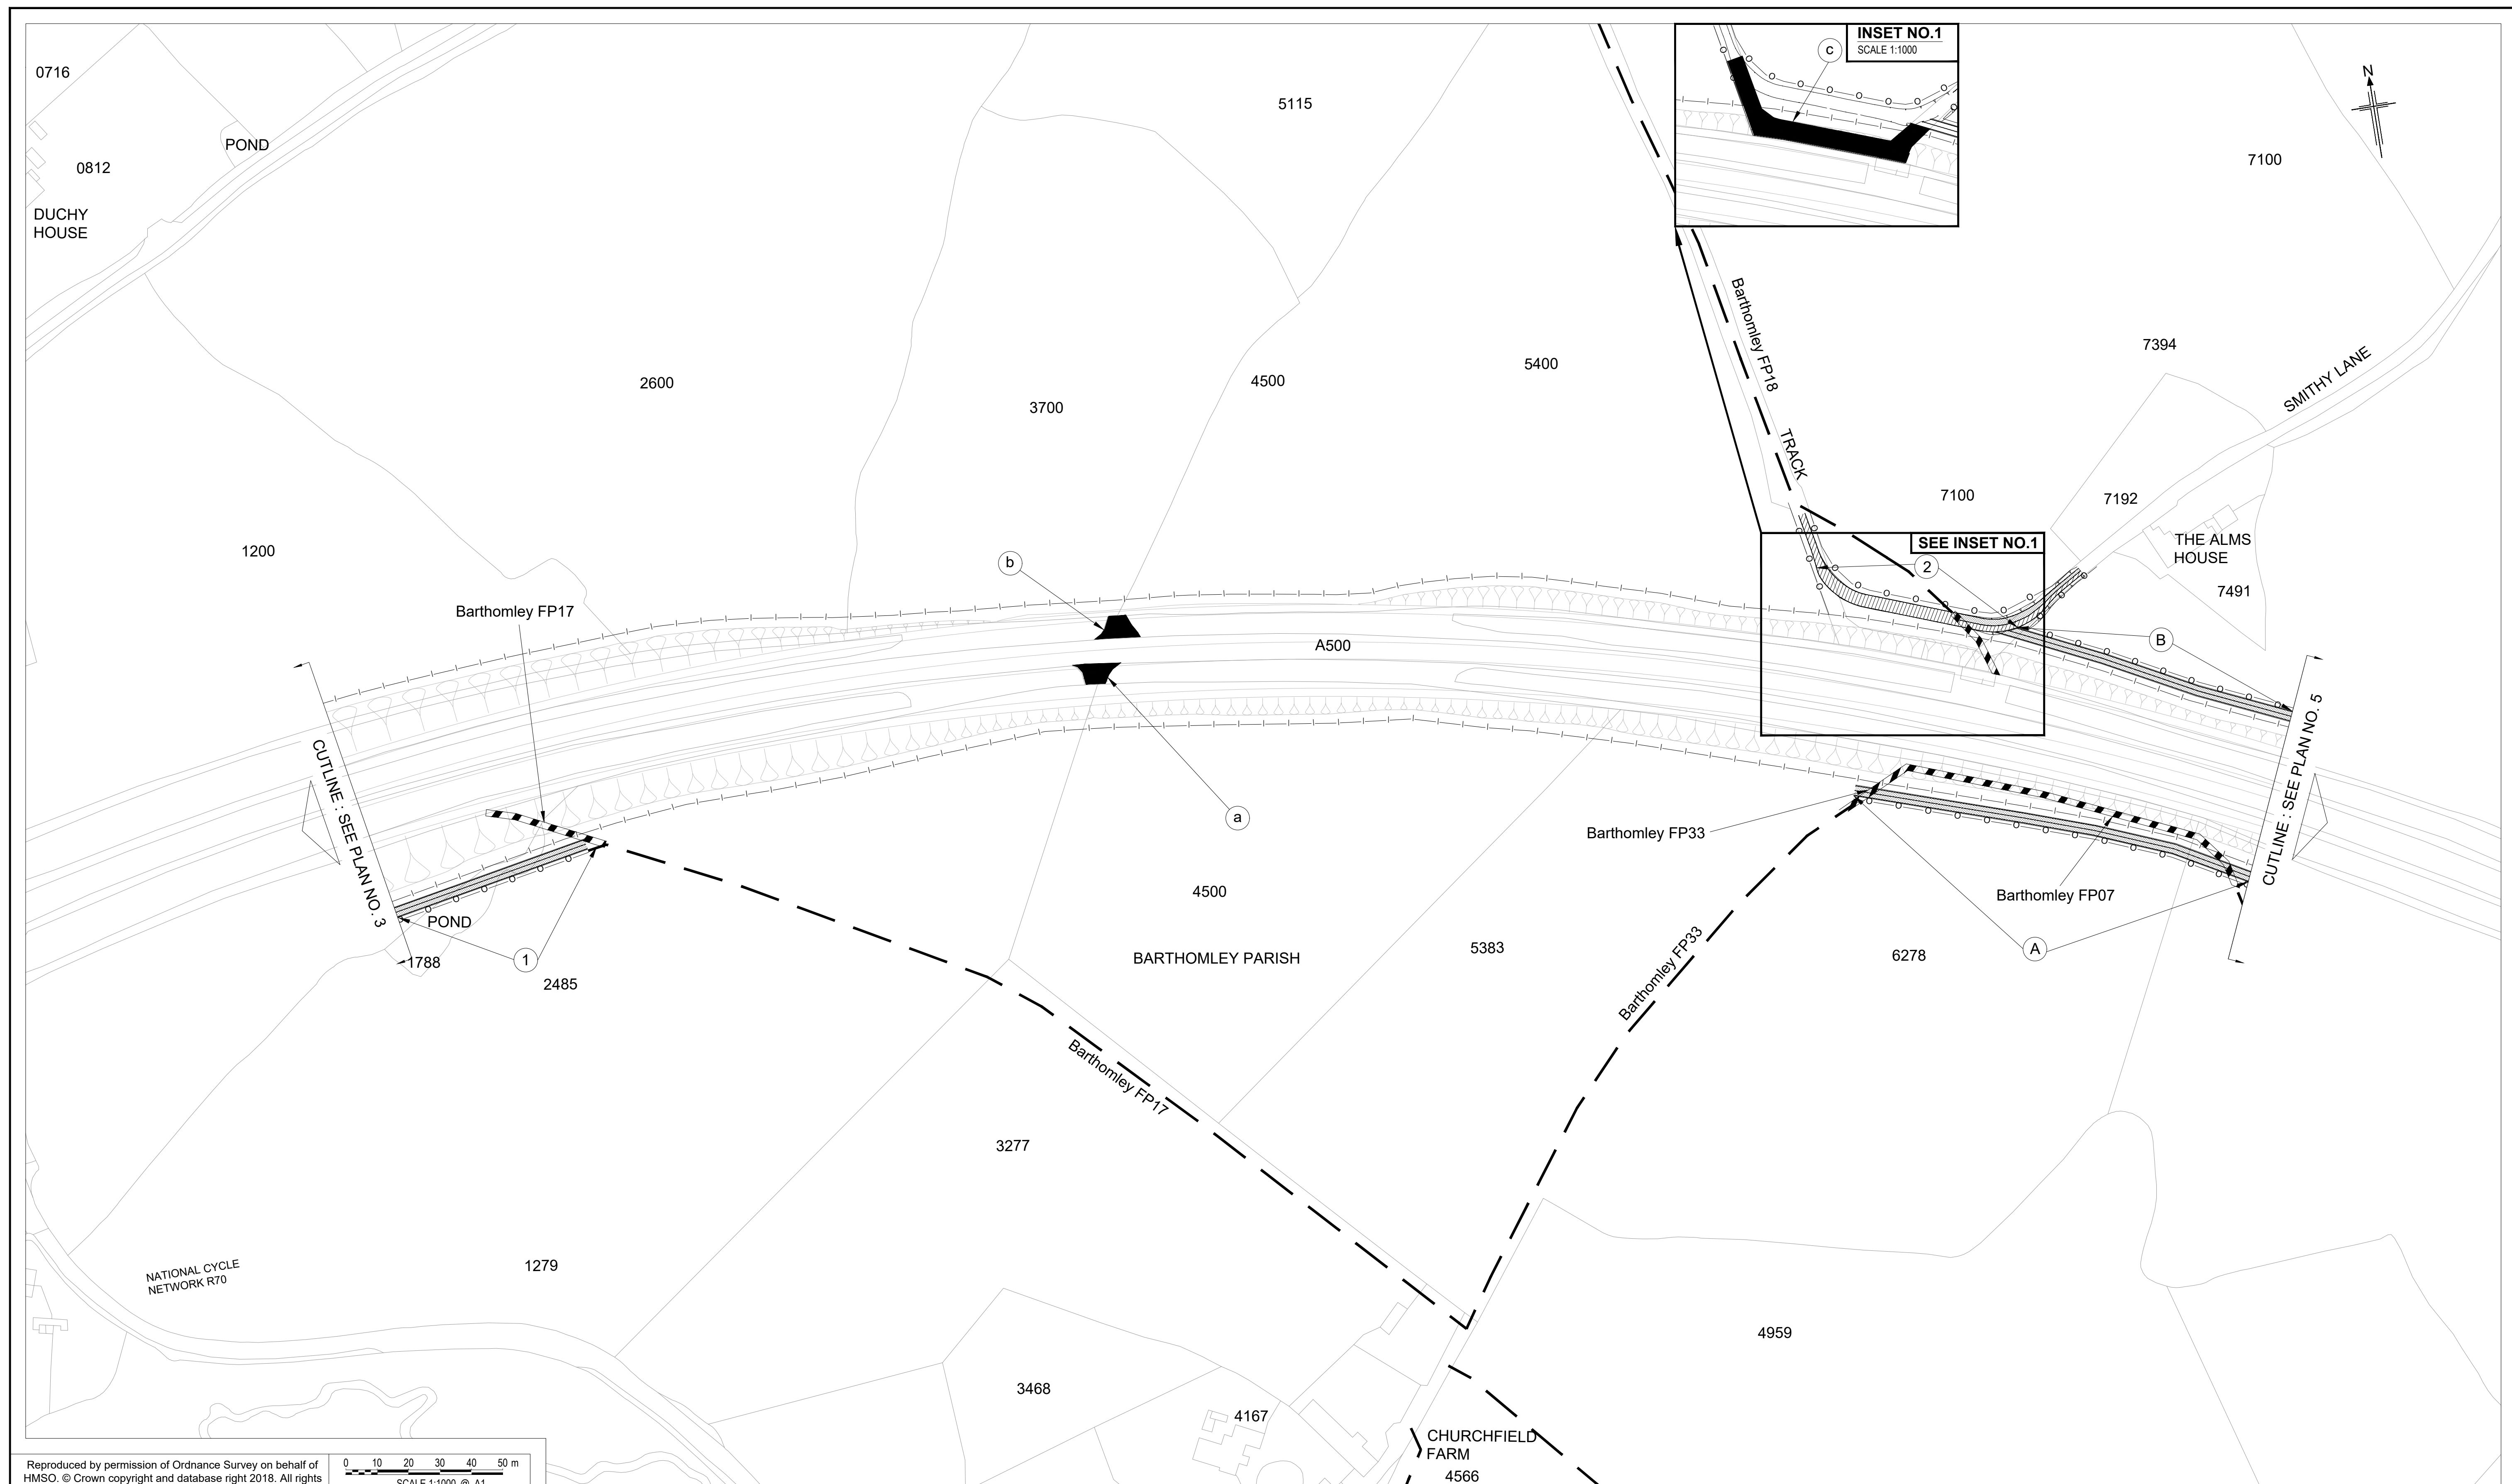 INSET NO.1
SCALE 1:1000
c
N
0716
POND
0812
DUCHY
HOUSE
5115
7100
Barthomley FP18
TRACK
2600
3700
4500
5400
7394
SMITHY LANE
7100
7192
THE ALMS
HOUSE
7491
SEE INSET NO.1
2
B
1200
b
Barthomley FP17
A500
a
CUTLINE : SEE PLAN NO. 3
CUTLINE : SEE PLAN NO. 5
Barthomley FP33
Barthomley FP07
POND
1788
1
2485
4500
BARTHOMLEY PARISH
5383
Barthomley FP33
6278
A
Barthomley FP17
3277
NATIONAL CYCLE
NETWORK R70
1279
4959
3468
4167
CHURCHFIELD
FARM
4566
Reproduced by permission of Ordnance Survey on behalf of
HMSO. © Crown copyright and database right 2018. All rights
0 10 20 30 40 50 m
SCALE 1:1000 @ A1